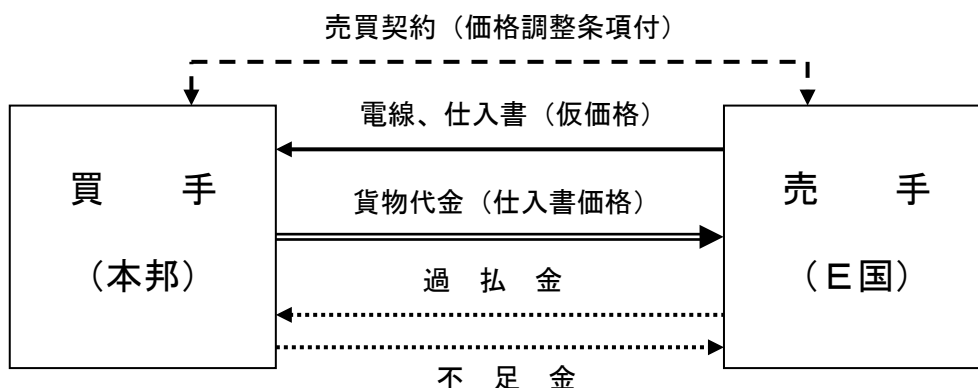 売買契約（価格調整条項付）
電線、仕入書（仮価格）
買　　手
（本邦）
貨物代金（仕入書価格）
売　　手
（Ｅ国）
過　払　金
不　足　金